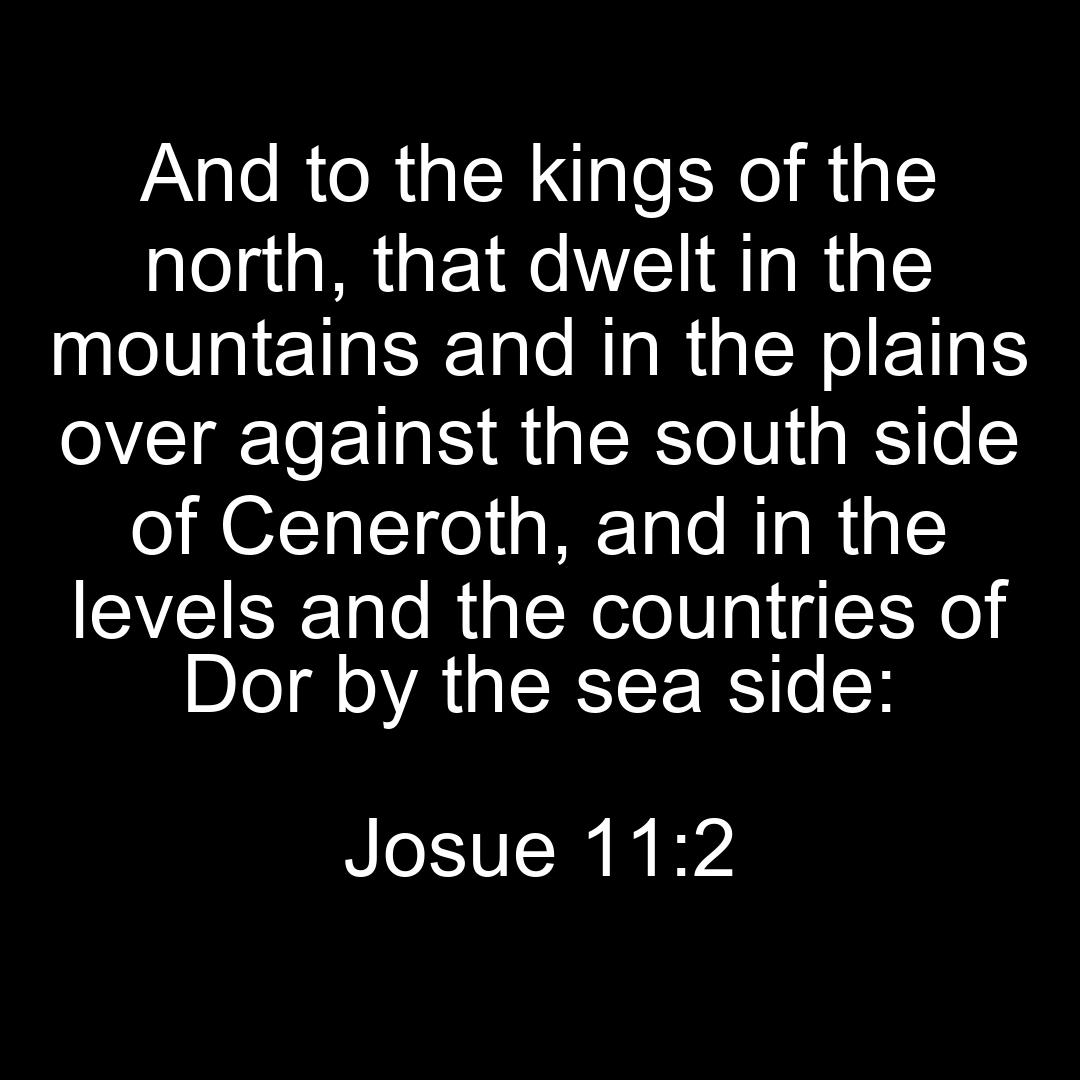 And to the kings of the
north, that dwelt in the
mountains and in the plains
over against the south side
of Ceneroth, and in the
levels and the countries of
Dor by the sea side:
Josue 11:2